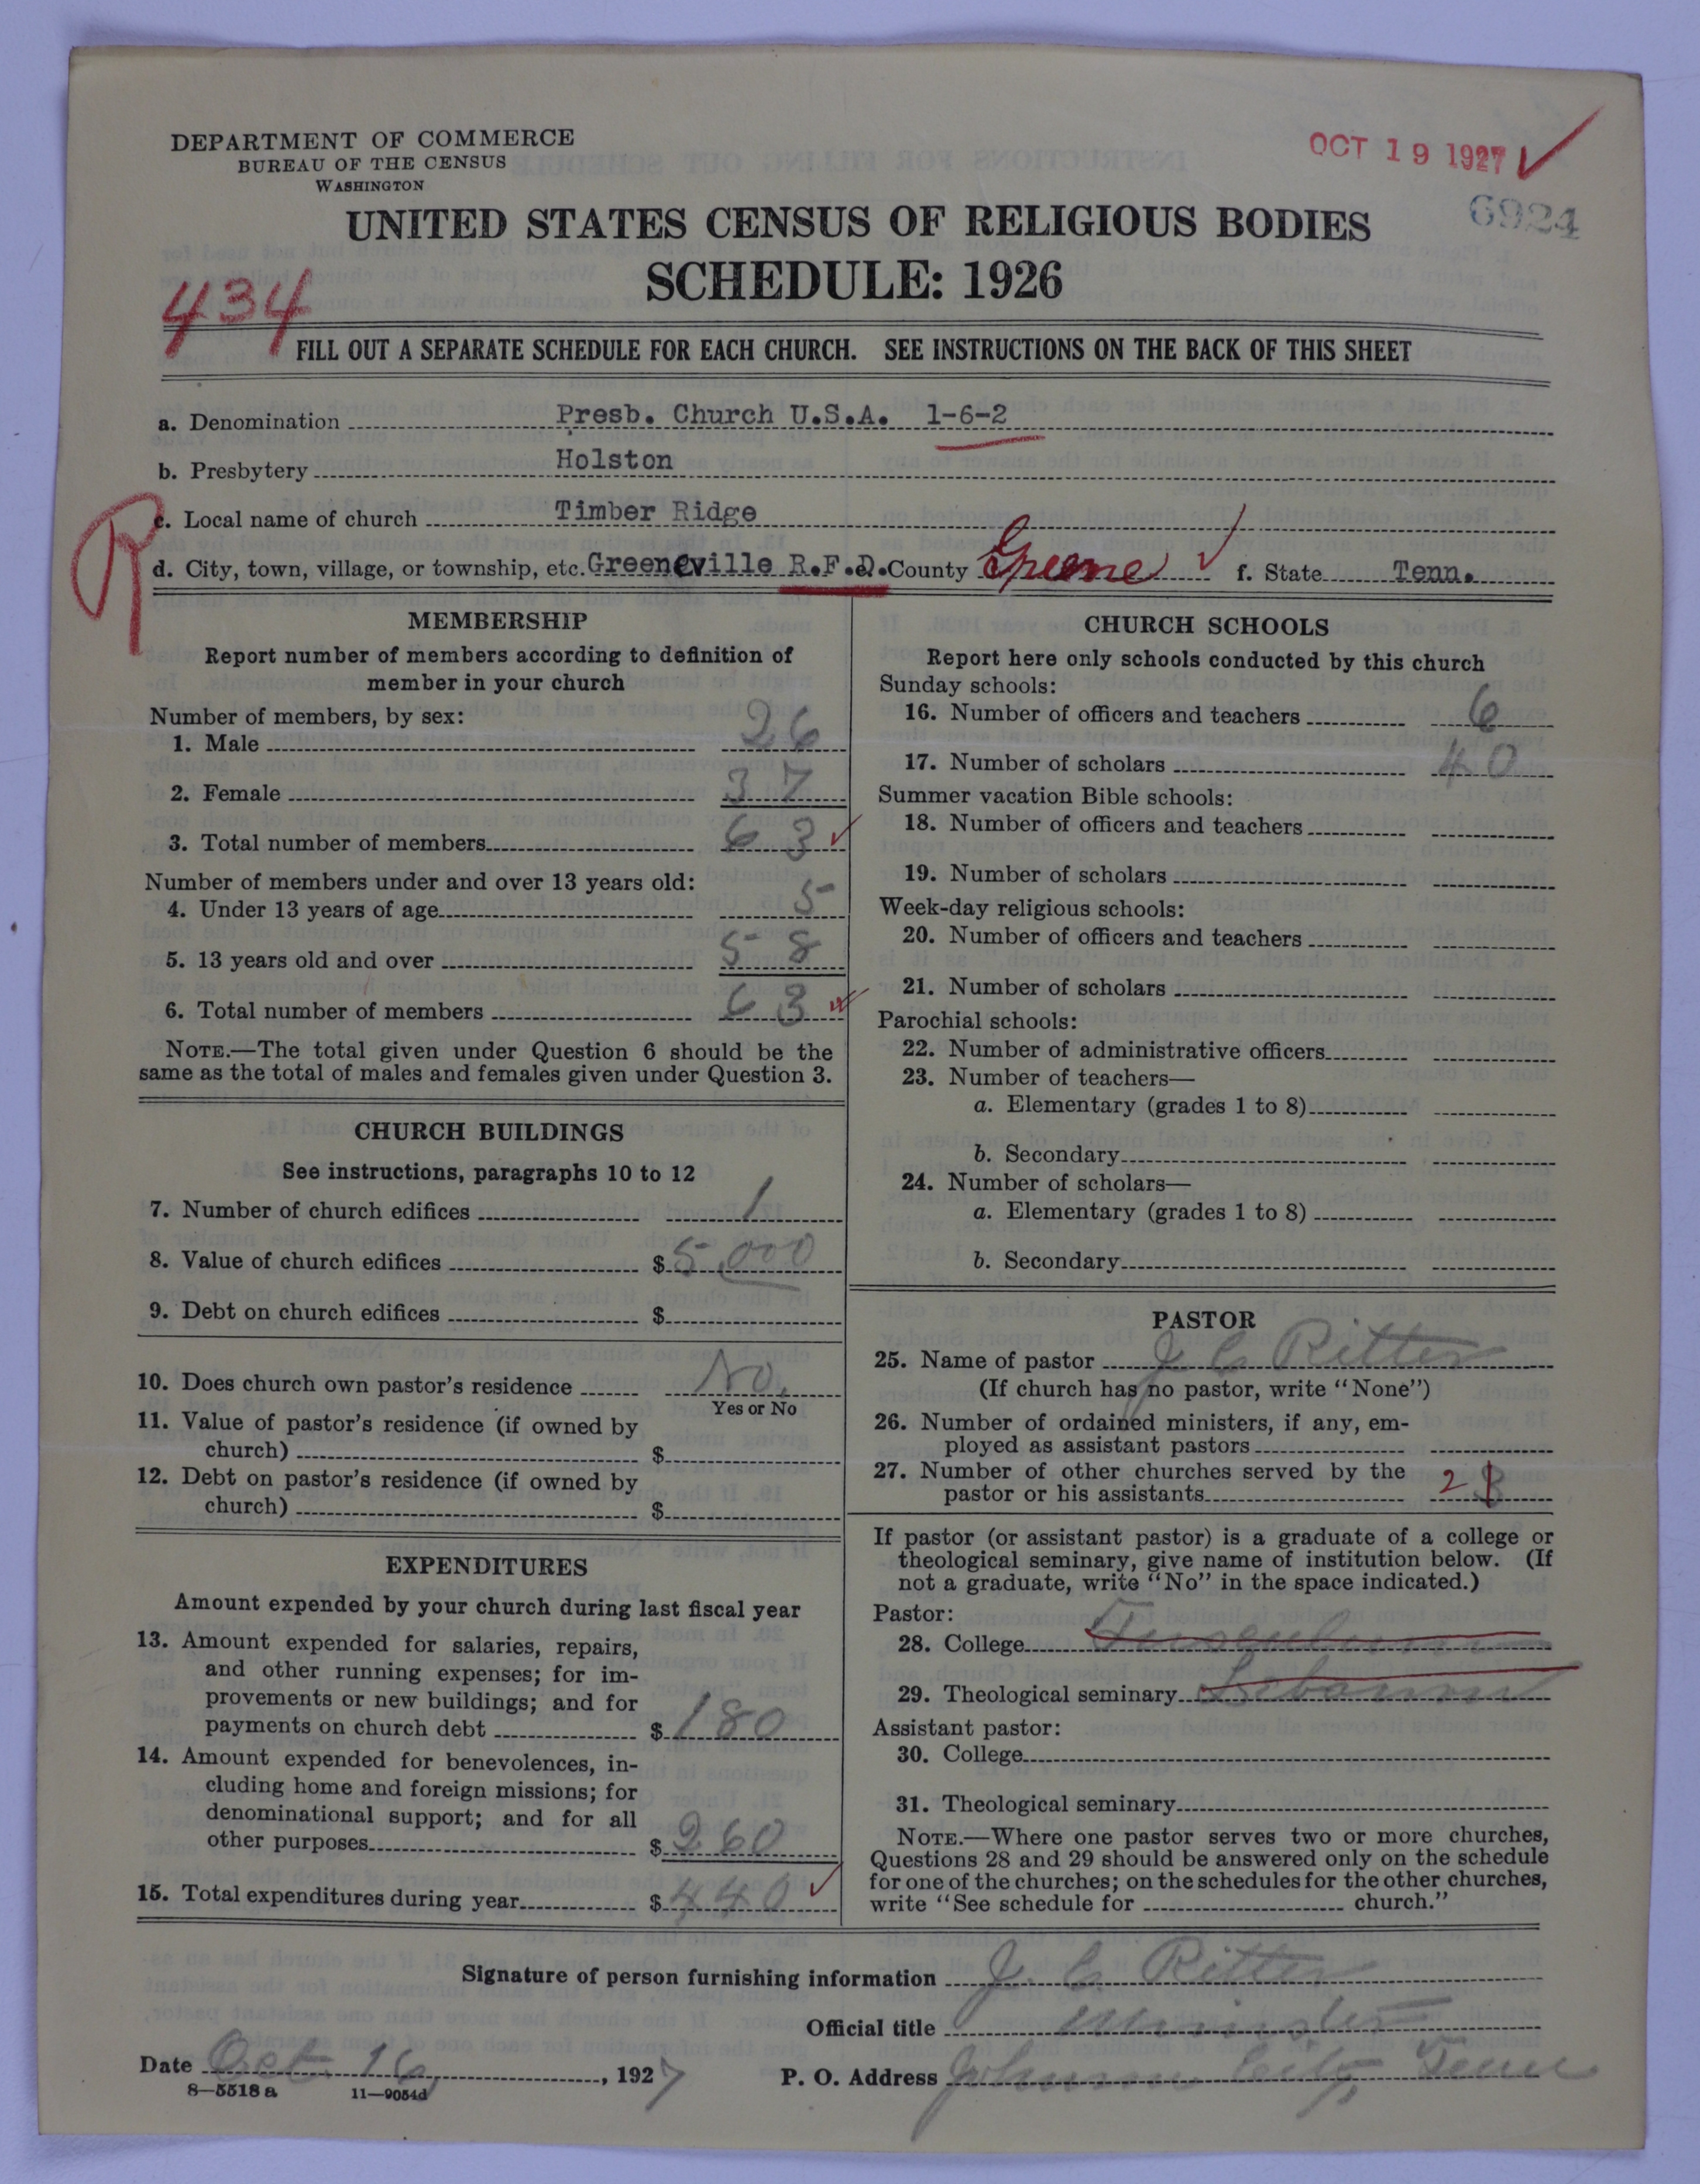 DEPARTMENT OF COMMERCE
BUREAU OF THE CENSUS
WASHINGTON
OCT 19 1927
6924
UNITED STATES CENSUS OF RELIGIOUS BODIES
SCHEDULE: 1926
434
FILL OUT A SEPARATE SCHEDULE FOR EACH CHURCH. SEE INSTRUCTIONS ON THE BACK OF THIS SHEET
a. Denomination Presb. Church U.S.A. 1-6-2
b. Presbytery Holston
R
c. Local name of church Timber Ridge
d. City, town, village, or township, etc. Greeneville R.F.D. County Greene f. State Tenn.
MEMBERSHIP
Report number of members according to definition of
member in your church
Number of members, by sex:
1. Male 26
2. Female 37
3. Total number of members 63
Number of members under and over 13 years old:
4. Under 13 years of age 5
5. 13 years old and over 58
6. Total number of members 63
NOTE.—The total given under Question 6 should be the
same as the total of males and females given under Question 3.
CHURCH BUILDINGS
See instructions, paragraphs 10 to 12
7. Number of church edifices 1
8. Value of church edifices $ 5,000
9. Debt on church edifices $
10. Does church own pastor's residence No.
Yes or No
11. Value of pastor's residence (if owned by
church) $
12. Debt on pastor's residence (if owned by
church) $
EXPENDITURES
Amount expended by your church during last fiscal year
13. Amount expended for salaries, repairs,
and other running expenses; for im-
provements or new buildings; and for
payments on church debt $ 180
14. Amount expended for benevolences, in-
cluding home and foreign missions; for
denominational support; and for all
other purposes $ 260
15. Total expenditures during year $ 440
CHURCH SCHOOLS
Report here only schools conducted by this church
Sunday schools:
16. Number of officers and teachers 6
17. Number of scholars 40
Summer vacation Bible schools:
18. Number of officers and teachers
19. Number of scholars
Week-day religious schools:
20. Number of officers and teachers
21. Number of scholars
Parochial schools:
22. Number of administrative officers
23. Number of teachers—
a. Elementary (grades 1 to 8)
b. Secondary
24. Number of scholars—
a. Elementary (grades 1 to 8)
b. Secondary
PASTOR
25. Name of pastor J C Ritter
(If church has no pastor, write "None")
26. Number of ordained ministers, if any, em-
ployed as assistant pastors
27. Number of other churches served by the
pastor or his assistants 2 3
If pastor (or assistant pastor) is a graduate of a college or
theological seminary, give name of institution below. (If
not a graduate, write "No" in the space indicated.)
Pastor:
28. College Tusculum
29. Theological seminary Lebanon
Assistant pastor:
30. College
31. Theological seminary
NOTE.—Where one pastor serves two or more churches,
Questions 28 and 29 should be answered only on the schedule
for one of the churches; on the schedules for the other churches,
write "See schedule for church."
Signature of person furnishing information J. C. Ritter
Official title Minister
Date Oct 16, 1927
P. O. Address Johnson City, Tenn
8—5518 a 11—9054d